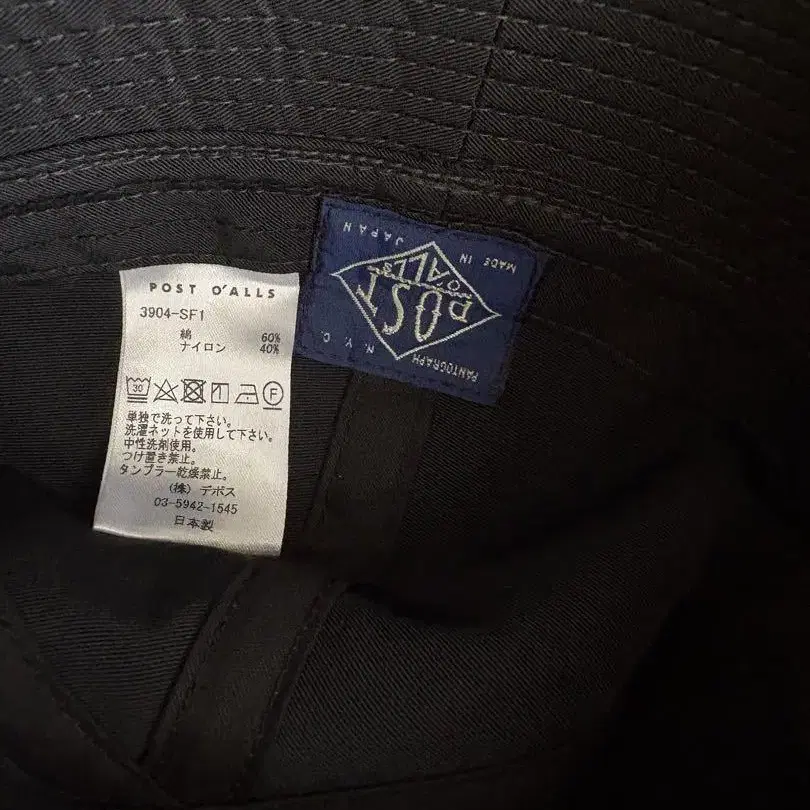 POST O'ALLS
3904-SF1
綿 60%
ナイロン 40%
30
F
単独で洗って下さい。
洗濯ネットを使用して下さい。
中性洗剤使用。
つけ置き禁止。
タンブラー乾燥禁止。
(株) デポス
03-5942-1545
日本製
PANTOGRAPH N.Y.C.
POST
O'ALLS
MADE IN JAPAN